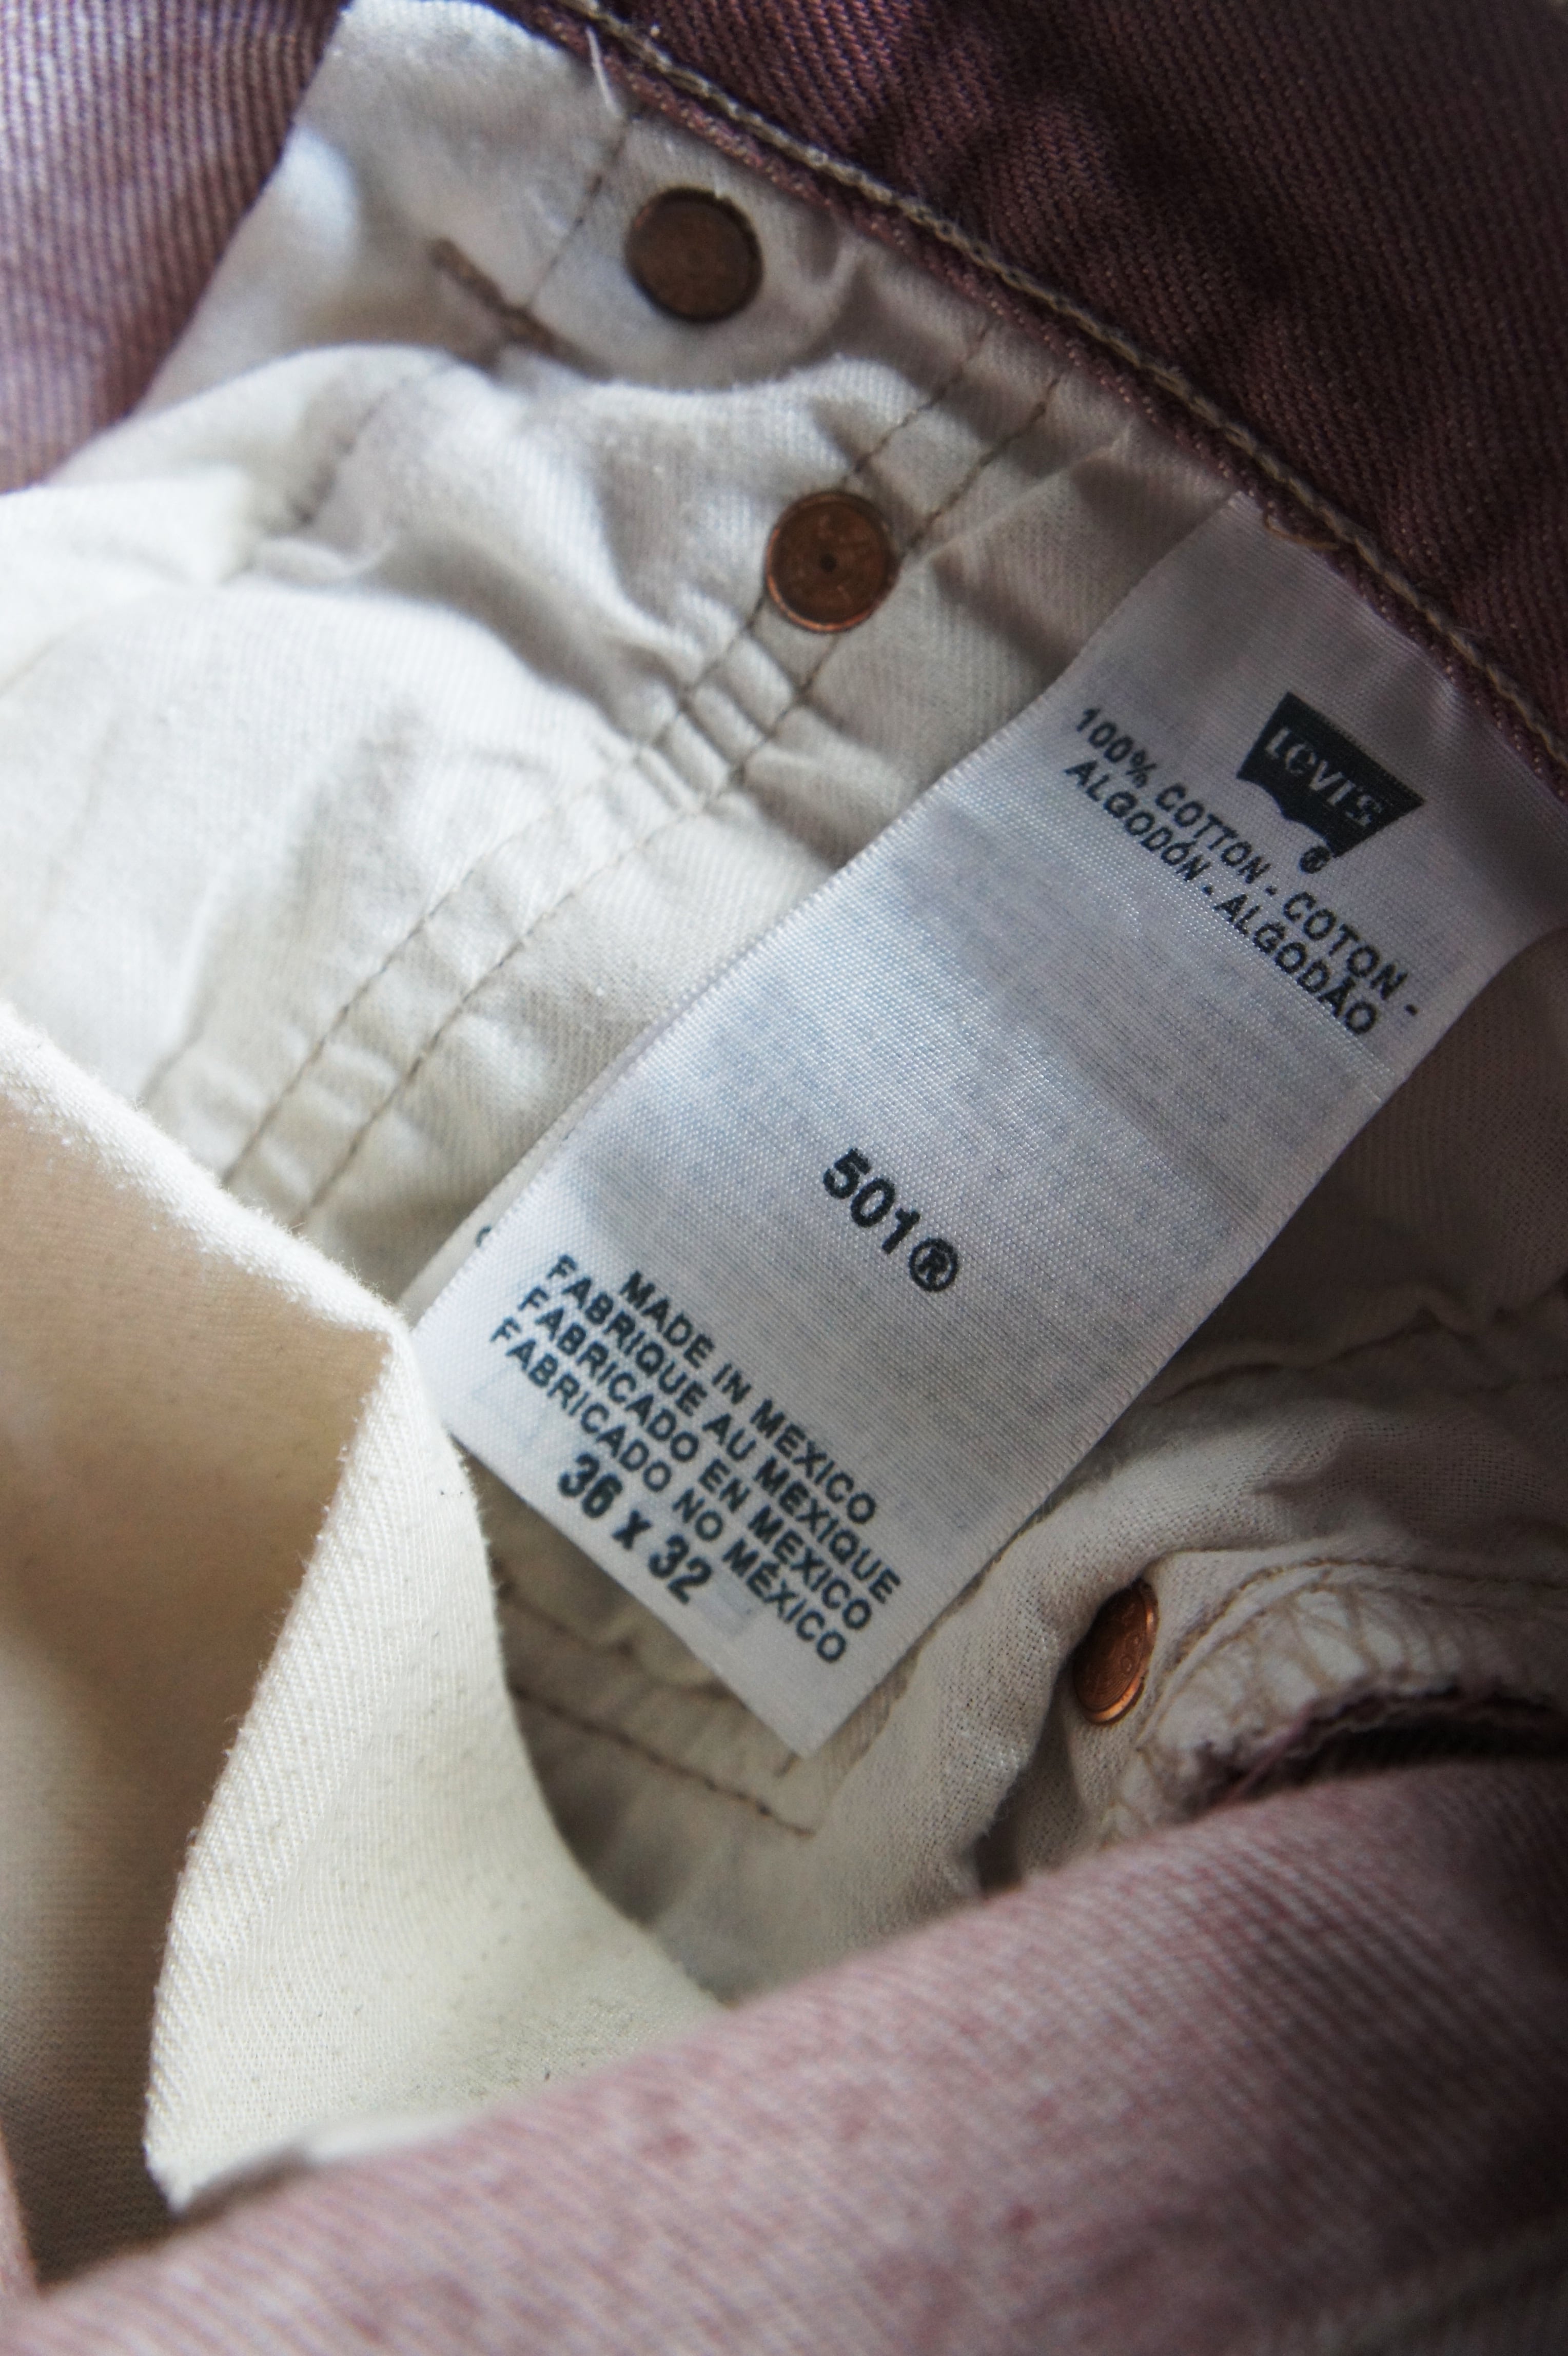 LEVI'S
®
100% COTTON - COTON -
ALGODÓN - ALGODÃO
501®
MADE IN MEXICO
FABRIQUE AU MEXIQUE
FABRICADO EN MEXICO
FABRICADO NO MÉXICO
36 X 32